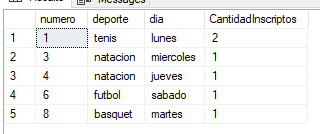 Messages
numero deporte dia CantidadInscriptos
1 1 tenis lunes 2
2 3 natacion miercoles 1
3 4 natacion jueves 1
4 6 futbol sabado 1
5 8 basquet martes 1